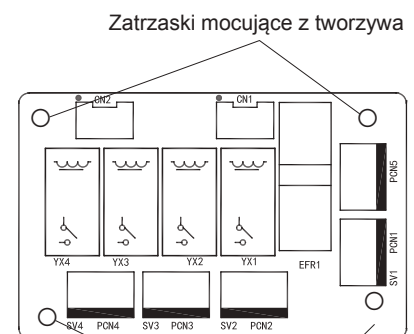 Zatrzaski mocujące z tworzywa
CN2 CN1
PCN5
YX4 YX3 YX2 YX1
EFR1
PCN1
SV1
SV4 PCN4 SV3 PCN3 SV2 PCN2